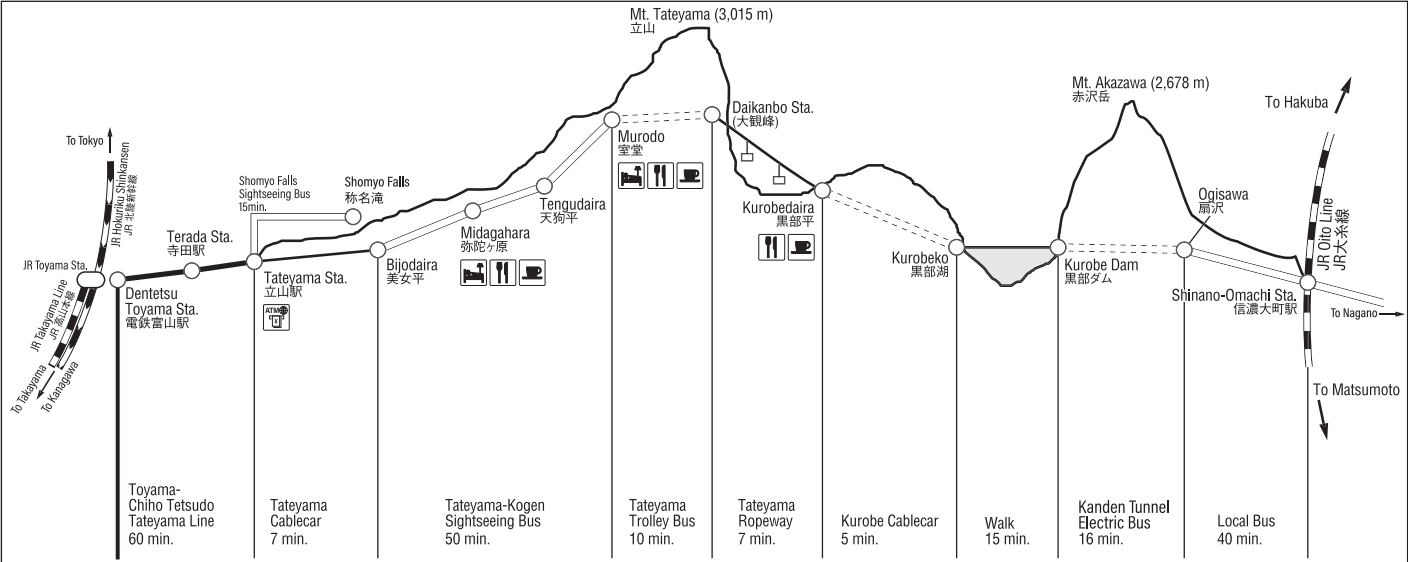 Mt. Tateyama (3,015 m)
立山
Mt. Akazawa (2,678 m)
赤沢岳
To Hakuba
To Tokyo
JR Hokuriku Shinkansen
JR 北陸新幹線
Daikanbo Sta.
(大観峰)
Murodo
室堂
Shomyo Falls
Sightseeing Bus
15min.
Shomyo Falls
称名滝
Tengudaira
天狗平
Kurobedaira
黒部平
Ogisawa
扇沢
JR Oito Line
JR大糸線
Terada Sta.
寺田駅
Midagahara
弥陀ヶ原
JR Toyama Sta.
Dentetsu
Toyama Sta.
電鉄富山駅
Tateyama Sta.
立山駅
ATM
Bijodaira
美女平
Kurobeko
黒部湖
Kurobe Dam
黒部ダム
Shinano-Omachi Sta.
信濃大町駅
To Nagano
JR Takayama Line
JR 高山本線
To Takayama
To Kanagawa
To Matsumoto
Toyama-
Chiho Tetsudo
Tateyama Line
60 min.
Tateyama
Cablecar
7 min.
Tateyama-Kogen
Sightseeing Bus
50 min.
Tateyama
Trolley Bus
10 min.
Tateyama
Ropeway
7 min.
Kurobe Cablecar
5 min.
Walk
15 min.
Kanden Tunnel
Electric Bus
16 min.
Local Bus
40 min.